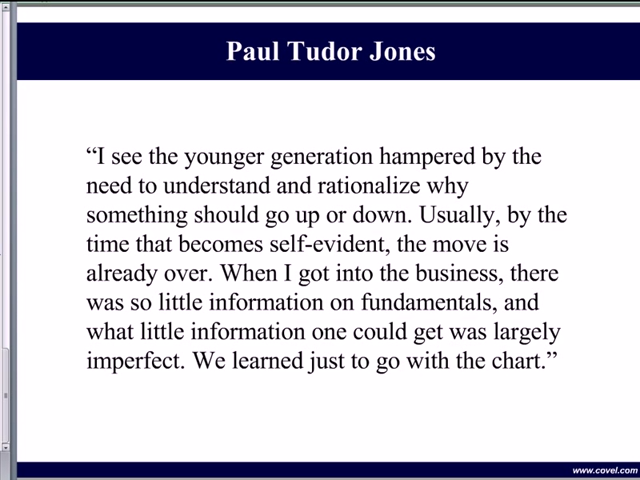 Paul Tudor Jones
“I see the younger generation hampered by the
need to understand and rationalize why
something should go up or down. Usually, by the
time that becomes self-evident, the move is
already over. When I got into the business, there
was so little information on fundamentals, and
what little information one could get was largely
imperfect. We learned just to go with the chart.”
www.covel.com